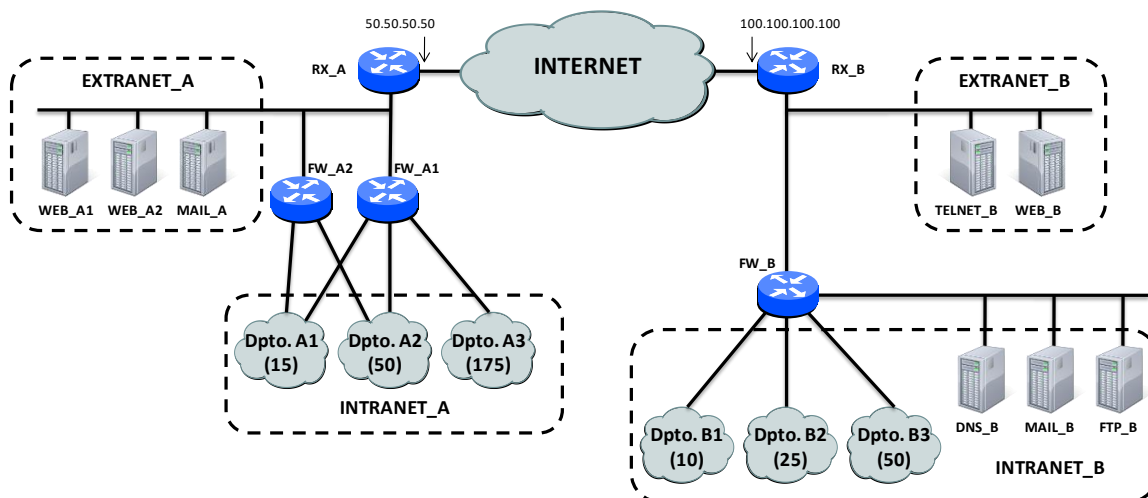 50.50.50.50
100.100.100.100
INTERNET
RX_A
RX_B
EXTRANET_A
EXTRANET_B
WEB_A1
WEB_A2
MAIL_A
FW_A2
FW_A1
TELNET_B
WEB_B
FW_B
Dpto. A1
(15)
Dpto. A2
(50)
Dpto. A3
(175)
INTRANET_A
Dpto. B1
(10)
Dpto. B2
(25)
Dpto. B3
(50)
DNS_B
MAIL_B
FTP_B
INTRANET_B